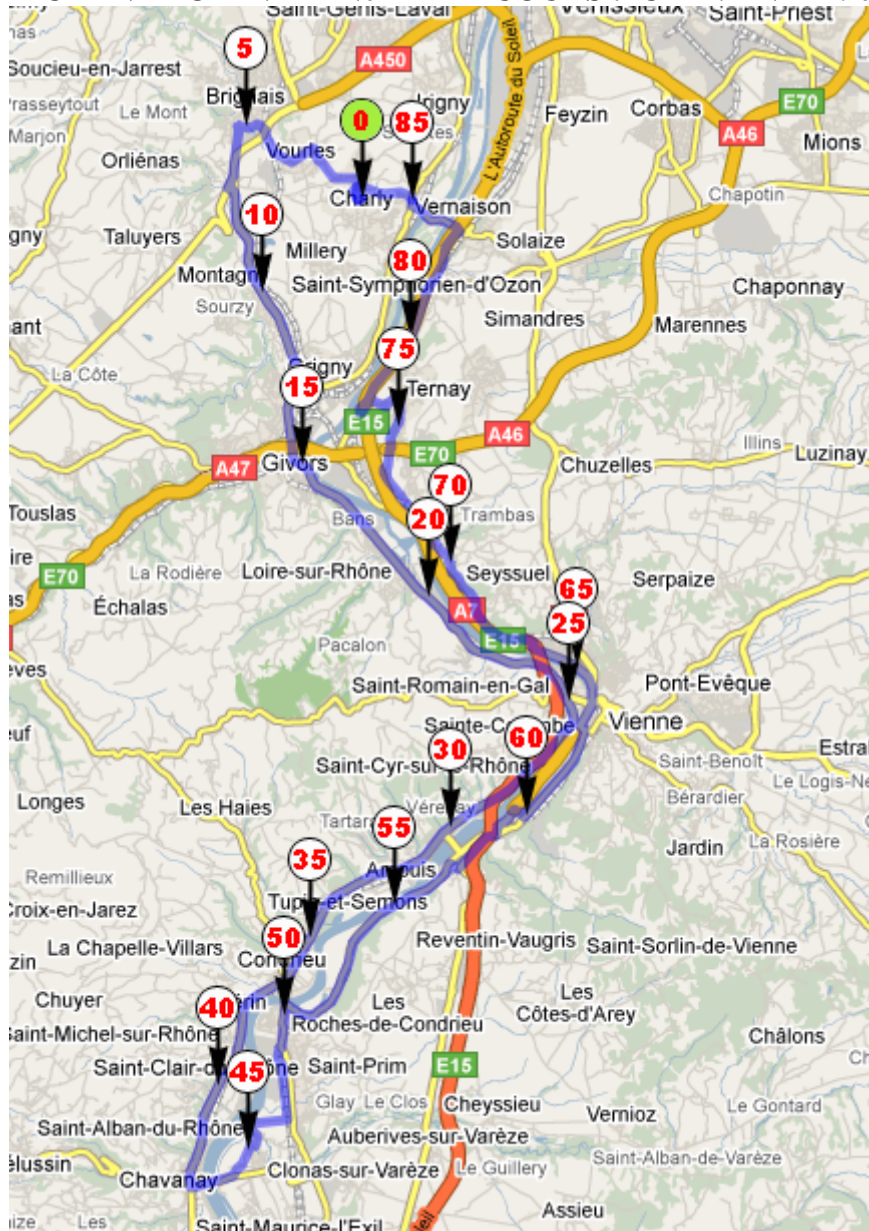 Saint-Genis-Laval
Vénissieux
Saint-Priest
5
A450
Soucieu-en-Jarrest
Brignais
Irigny
E70
Le Mont
0
85
Feyzin
Corbas
L'Autoroute du Soleil
A46
Mions
Marjon
Orliénas
Vourles
Charly
Vernaison
Chapotin
10
Taluyers
Millery
Solaize
80
Montagny
Saint-Symphorien-d'Ozon
Chaponnay
Sourzy
Simandres
Marennes
75
La Côte
Grigny
15
Ternay
E15
A46
E70
Illins
Luzinay
A47
Givors
Chuzelles
70
Touslas
Bans
20
Trambas
E70
La Rodière
Loire-sur-Rhône
Seyssuel
Serpaize
65
Échalas
A7
25
E15
Pacalon
Saint-Romain-en-Gal
Pont-Evêque
Sainte-Colombe
Vienne
60
30
Saint-Cyr-sur-le-Rhône
Saint-Benoît
Estra
Le Logis-Ne
Longes
Les Haies
Vérenay
Bérardier
Tartaras
55
35
Ampuis
Jardin
La Rosière
Remillieux
Tupin-et-Semons
Croix-en-Jarez
50
La Chapelle-Villars
Condrieu
Reventin-Vaugris
Saint-Sorlin-de-Vienne
Chuyer
40
Vérin
Les
Roches-de-Condrieu
Les
Côtes-d'Arey
Saint-Michel-sur-Rhône
Châlons
45
Saint-Clair-du-Rhône
Saint-Prim
E15
Glay
Le Clos
Cheyssieu
Vernioz
Le Gontard
Saint-Alban-du-Rhône
Auberives-sur-Varèze
Saint-Alban-de-Varèze
élussin
Chavanay
Clonas-sur-Varèze
Le Guillery
Assieu
Les
Saint-Maurice-l'Exil